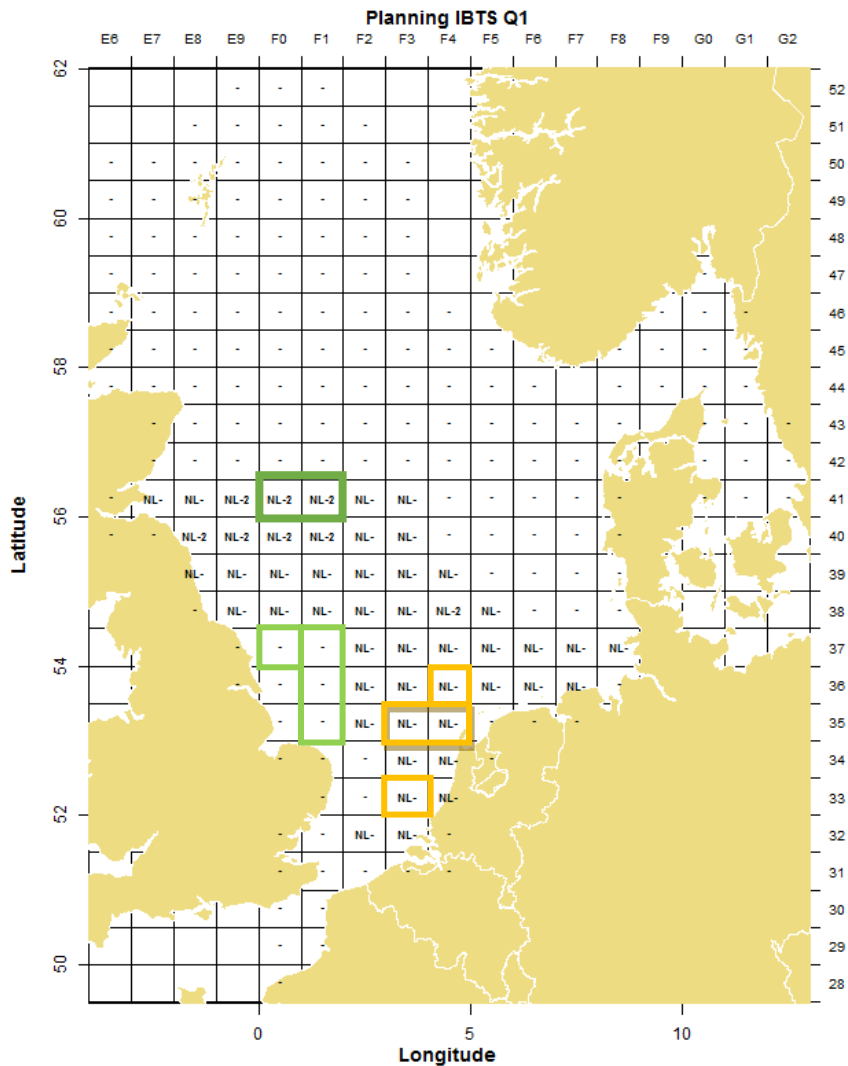 Planning IBTS Q1
E6 E7 E8 E9 F0 F1 F2 F3 F4 F5 F6 F7 F8 F9 G0 G1 G2
62
- - - 52
- - - - - 51
- - - - - - - - 50
60
- - - - - - - - 49
- - - - - - - - 48
- - - - - - - - - 47
- - - - - - - - - - - - - 46
58
- - - - - - - - - - - - - 45
- - - - - - - - - - - - - - - - 44
- - - - - - - - - - - - - - - - 43
- - - - - - - - - - - - - - - 42
- NL- NL- NL-2 NL-2 NL-2 NL- NL- - - - - - - - - 41
56
- - NL-2 NL-2 NL-2 NL-2 NL- NL- - - - - - 40
NL- NL- NL- NL- NL- NL- NL- - - - 39
- NL- NL- NL- NL- NL- NL-2 NL- - - 38
- - - NL- NL- NL- NL- NL- NL- NL- 37
54
- - - NL- NL- NL- NL- NL- NL- 36
- - NL- NL- NL- - - - 35
- - - NL- NL- - 34
- - NL- NL- 33
52
- - NL- NL- - 32
- - - - - 31
- - 30
- - 29
50
- 28
0 5 10
Latitude
Longitude